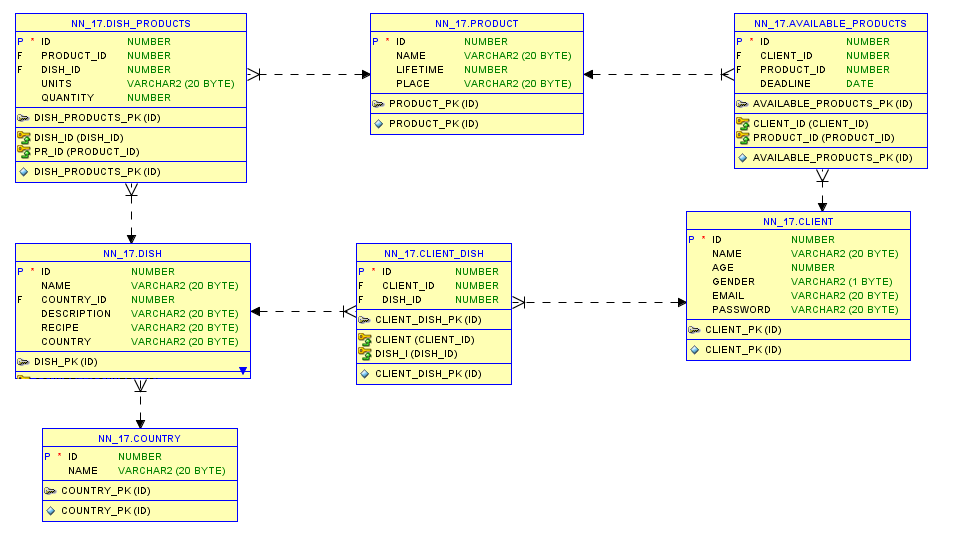 NN_17.DISH_PRODUCTS
P * ID NUMBER
F PRODUCT_ID NUMBER
F DISH_ID NUMBER
UNITS VARCHAR2 (20 BYTE)
QUANTITY NUMBER
DISH_PRODUCTS_PK (ID)
DISH_ID (DISH_ID)
PR_ID (PRODUCT_ID)
DISH_PRODUCTS_PK (ID)
NN_17.PRODUCT
P * ID NUMBER
NAME VARCHAR2 (20 BYTE)
LIFETIME NUMBER
PLACE VARCHAR2 (20 BYTE)
PRODUCT_PK (ID)
PRODUCT_PK (ID)
NN_17.AVAILABLE_PRODUCTS
P * ID NUMBER
F CLIENT_ID NUMBER
F PRODUCT_ID NUMBER
DEADLINE DATE
AVAILABLE_PRODUCTS_PK (ID)
CLIENT_ID (CLIENT_ID)
PRODUCT_ID (PRODUCT_ID)
AVAILABLE_PRODUCTS_PK (ID)
NN_17.DISH
P * ID NUMBER
NAME VARCHAR2 (20 BYTE)
F COUNTRY_ID NUMBER
DESCRIPTION VARCHAR2 (20 BYTE)
RECIPE VARCHAR2 (20 BYTE)
COUNTRY VARCHAR2 (20 BYTE)
DISH_PK (ID)
NN_17.CLIENT_DISH
P * ID NUMBER
F CLIENT_ID NUMBER
F DISH_ID NUMBER
CLIENT_DISH_PK (ID)
CLIENT (CLIENT_ID)
DISH_I (DISH_ID)
CLIENT_DISH_PK (ID)
NN_17.CLIENT
P * ID NUMBER
NAME VARCHAR2 (20 BYTE)
AGE NUMBER
GENDER VARCHAR2 (1 BYTE)
EMAIL VARCHAR2 (20 BYTE)
PASSWORD VARCHAR2 (20 BYTE)
CLIENT_PK (ID)
CLIENT_PK (ID)
NN_17.COUNTRY
P * ID NUMBER
NAME VARCHAR2 (20 BYTE)
COUNTRY_PK (ID)
COUNTRY_PK (ID)